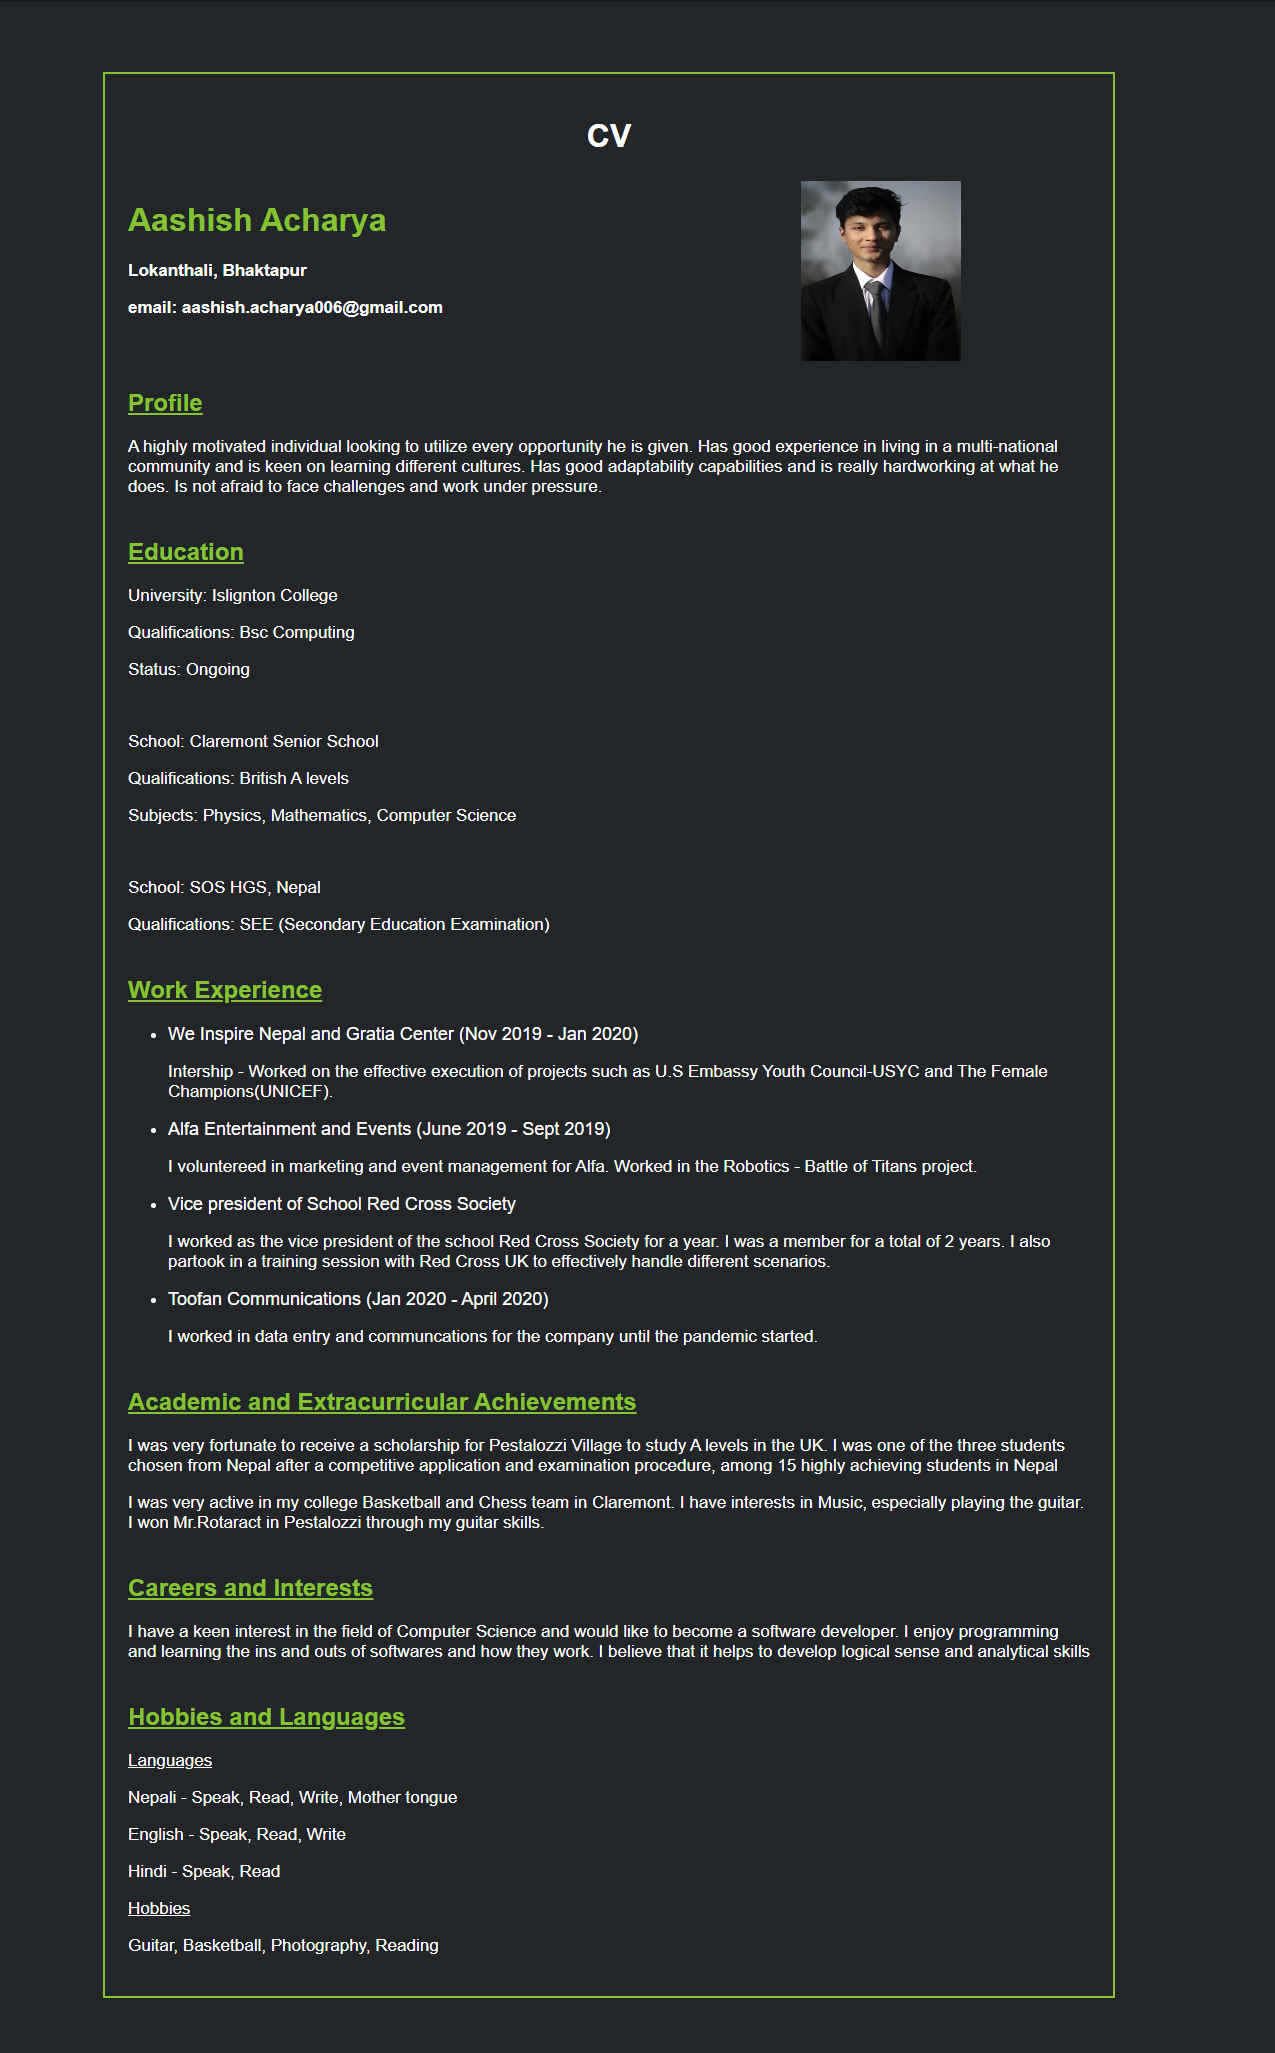 CV
Aashish Acharya
Lokanthali, Bhaktapur
email: aashish.acharya006@gmail.com
Profile
A highly motivated individual looking to utilize every opportunity he is given. Has good experience in living in a multi-national
community and is keen on learning different cultures. Has good adaptability capabilities and is really hardworking at what he
does. Is not afraid to face challenges and work under pressure.
Education
University: Islignton College
Qualifications: Bsc Computing
Status: Ongoing
School: Claremont Senior School
Qualifications: British A levels
Subjects: Physics, Mathematics, Computer Science
School: SOS HGS, Nepal
Qualifications: SEE (Secondary Education Examination)
Work Experience
• We Inspire Nepal and Gratia Center (Nov 2019 - Jan 2020)
Intership - Worked on the effective execution of projects such as U.S Embassy Youth Council-USYC and The Female
Champions(UNICEF).
• Alfa Entertainment and Events (June 2019 - Sept 2019)
I voluntereed in marketing and event management for Alfa. Worked in the Robotics - Battle of Titans project.
• Vice president of School Red Cross Society
I worked as the vice president of the school Red Cross Society for a year. I was a member for a total of 2 years. I also
partook in a training session with Red Cross UK to effectively handle different scenarios.
• Toofan Communications (Jan 2020 - April 2020)
I worked in data entry and communcations for the company until the pandemic started.
Academic and Extracurricular Achievements
I was very fortunate to receive a scholarship for Pestalozzi Village to study A levels in the UK. I was one of the three students
chosen from Nepal after a competitive application and examination procedure, among 15 highly achieving students in Nepal
I was very active in my college Basketball and Chess team in Claremont. I have interests in Music, especially playing the guitar.
I won Mr.Rotaract in Pestalozzi through my guitar skills.
Careers and Interests
I have a keen interest in the field of Computer Science and would like to become a software developer. I enjoy programming
and learning the ins and outs of softwares and how they work. I believe that it helps to develop logical sense and analytical skills
Hobbies and Languages
Languages
Nepali - Speak, Read, Write, Mother tongue
English - Speak, Read, Write
Hindi - Speak, Read
Hobbies
Guitar, Basketball, Photography, Reading